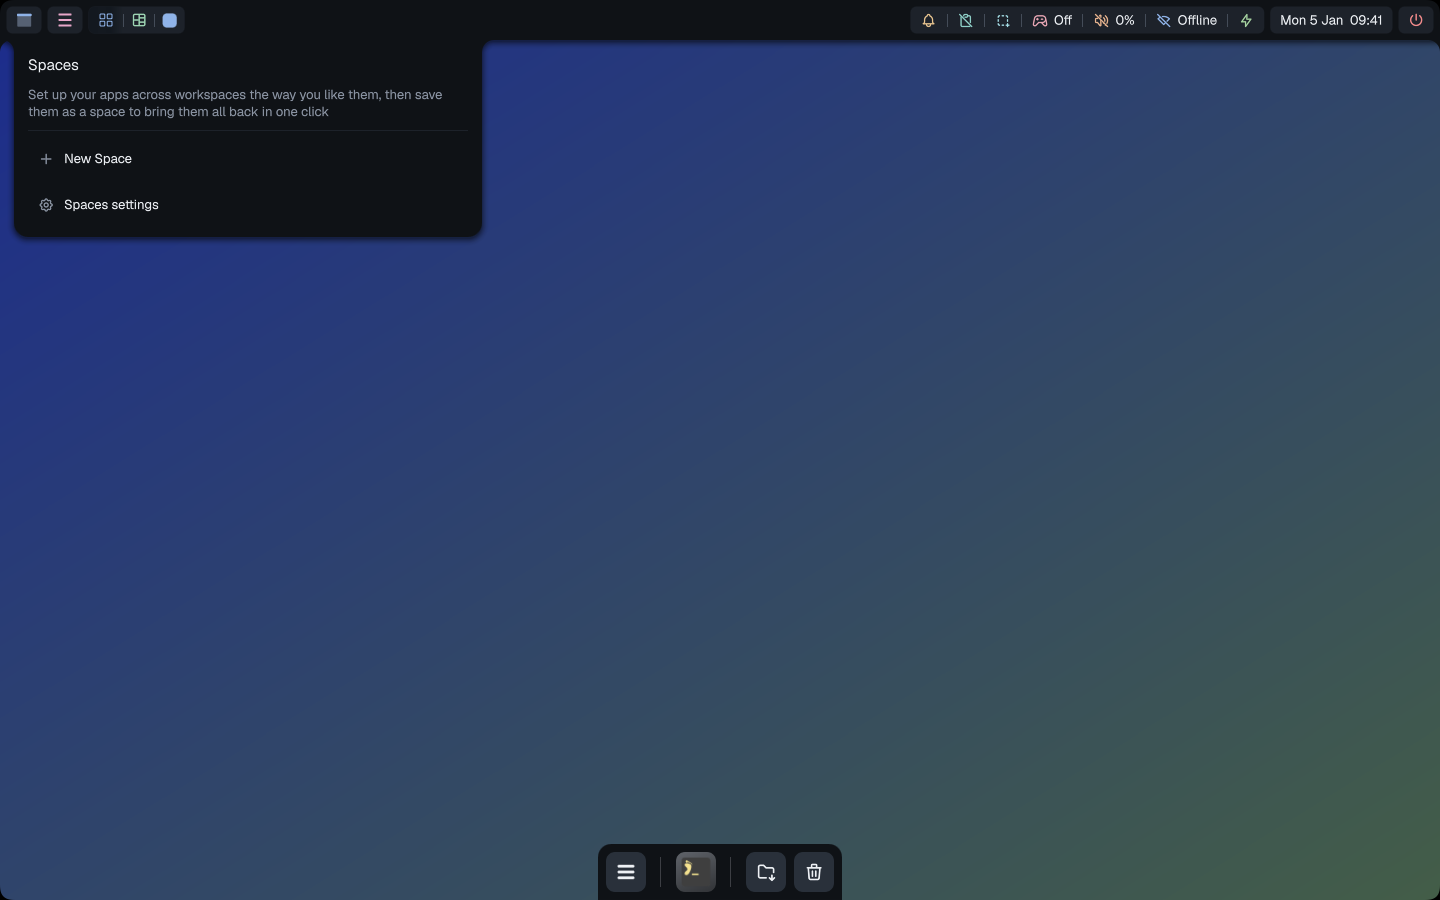 Off
0%
Offline
Mon 5 Jan 09:41
Spaces
Set up your apps across workspaces the way you like them, then save
them as a space to bring them all back in one click
New Space
Spaces settings